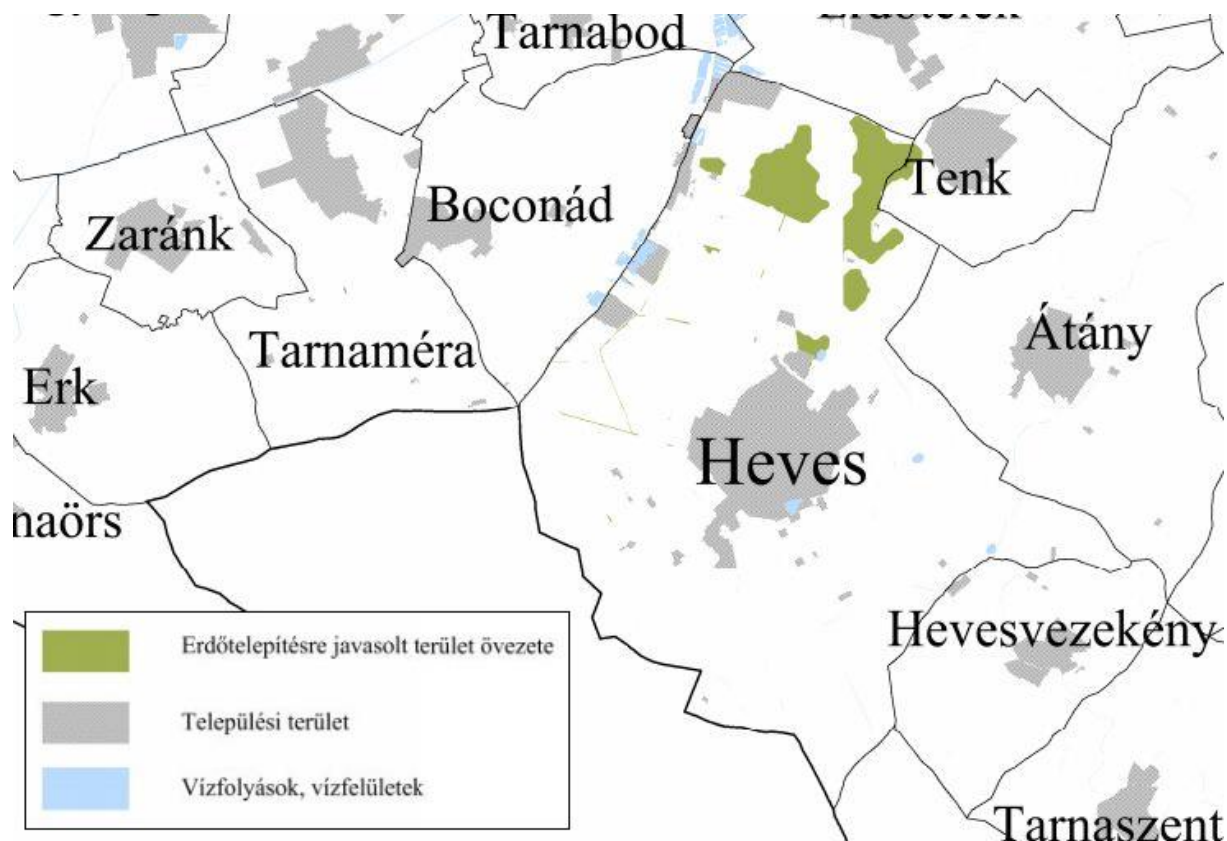 Tarnabod
Erdőtelek
Tenk
Boconád
Zaránk
Átány
Tarnaméra
Erk
Heves
naörs
Hevesvezekény
Erdőtelepítésre javasolt terület övezete
Települési terület
Vízfolyások, vízfelületek
Tarnaszent